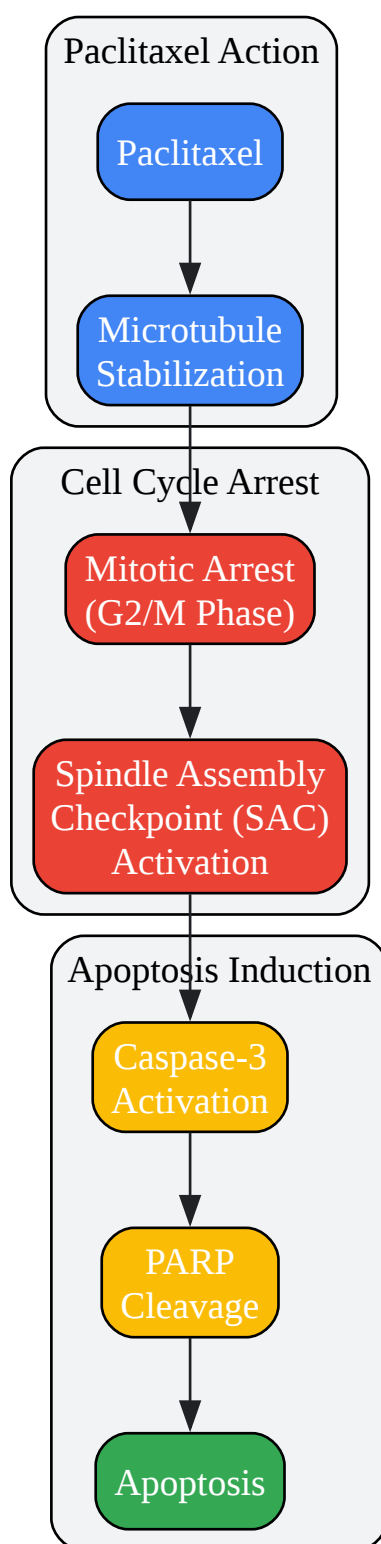 Paclitaxel Action
Paclitaxel
Microtubule
Stabilization
Cell Cycle Arrest
Mitotic Arrest
(G2/M Phase)
Spindle Assembly
Checkpoint (SAC)
Activation
Apoptosis Induction
Caspase-3
Activation
PARP
Cleavage
Apoptosis